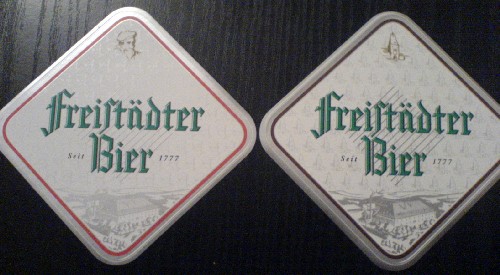 Freiſtädter
Bier
Seit 1777
Freiſtädter
Bier
Seit 1777